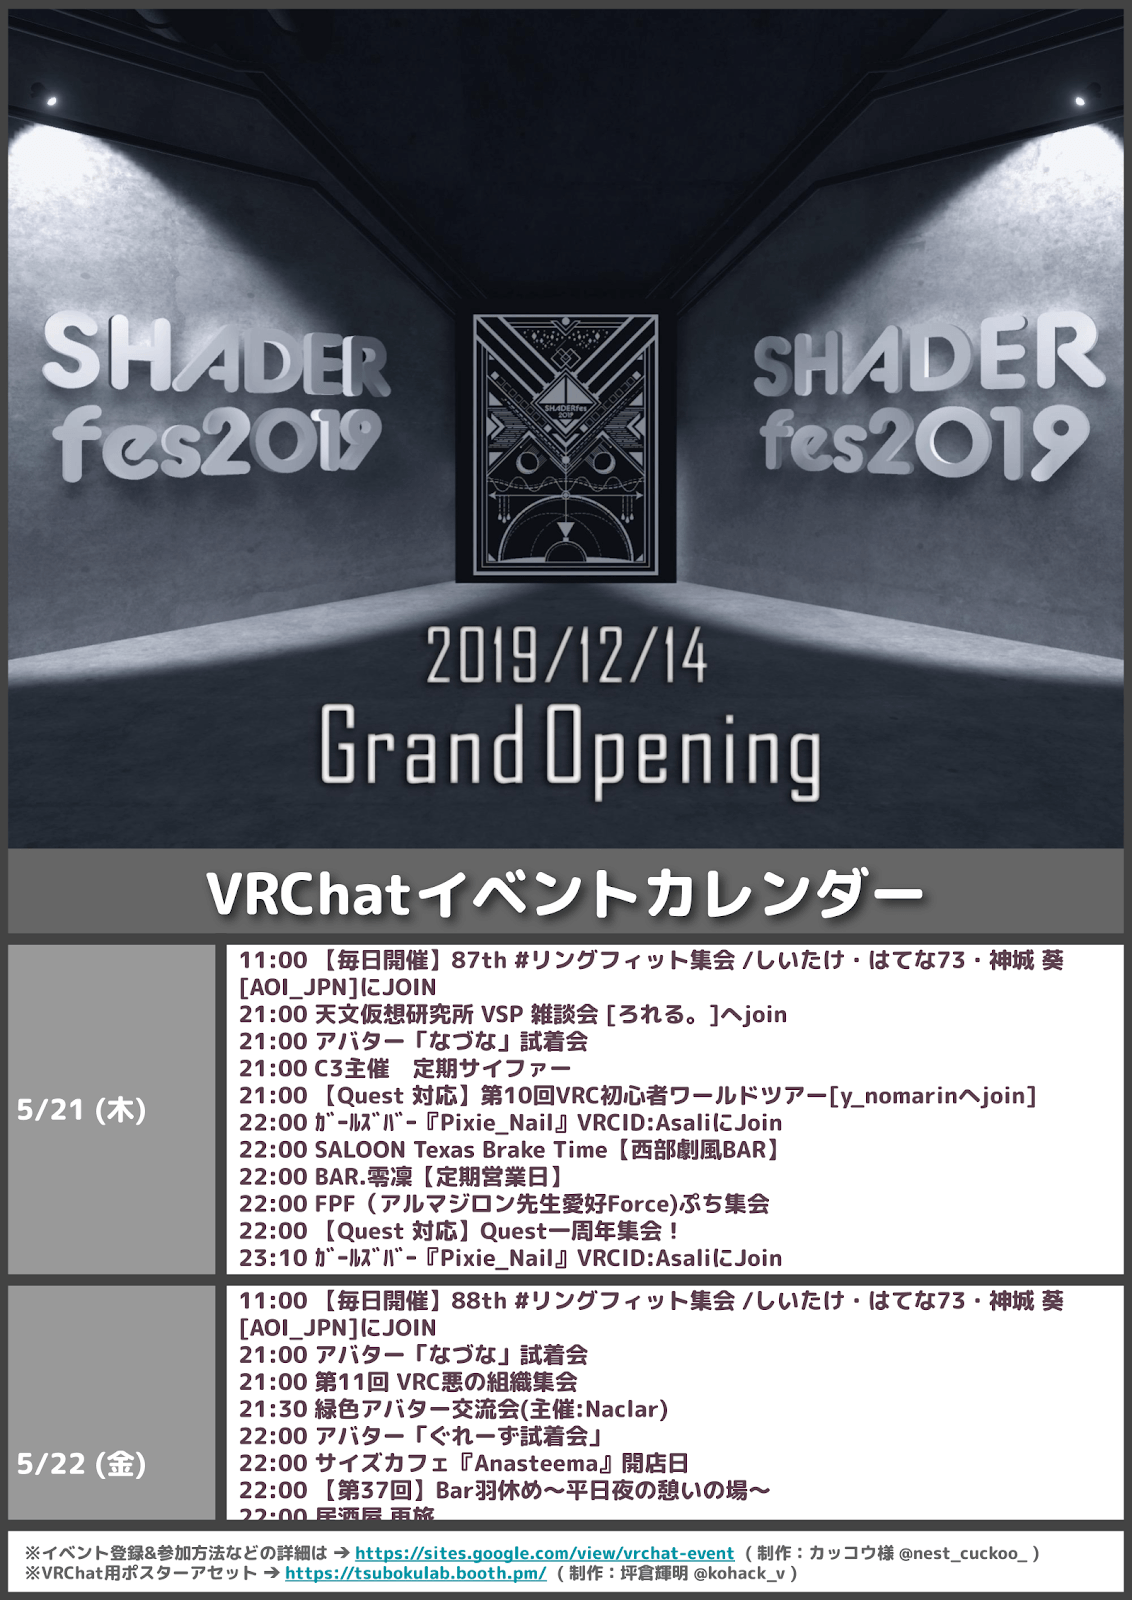 SHADER
fes2019
SHADER
fes2019
SHADERfes
2019
2019/12/14
Grand Opening
VRChatイベントカレンダー
5/21 (木)
11:00 【毎日開催】87th #リングフィット集会 /しいたけ・はてな73・神城 葵
[AOI_JPN]にJOIN
21:00 天文仮想研究所 VSP 雑談会 [ろれる。]へjoin
21:00 アバター「なづな」試着会
21:00 C3主催　定期サイファー
21:00 【Quest 対応】第10回VRC初心者ワールドツアー[y_nomarinへjoin]
22:00 ｶﾞｰﾙｽﾞﾊﾞｰ『Pixie_Nail』VRCID:AsaliにJoin
22:00 SALOON Texas Brake Time【西部劇風BAR】
22:00 BAR.零凜【定期営業日】
22:00 FPF（アルマジロン先生愛好Force)ぷち集会
22:00 【Quest 対応】Quest一周年集会！
23:10 ｶﾞｰﾙｽﾞﾊﾞｰ『Pixie_Nail』VRCID:AsaliにJoin
5/22 (金)
11:00 【毎日開催】88th #リングフィット集会 /しいたけ・はてな73・神城 葵
[AOI_JPN]にJOIN
21:00 アバター「なづな」試着会
21:00 第11回 VRC悪の組織集会
21:30 緑色アバター交流会(主催:Naclar)
22:00 アバター「ぐれーず試着会」
22:00 サイズカフェ『Anasteema』開店日
22:00 【第37回】Bar羽休め～平日夜の憩いの場～
22:00 居酒屋
※イベント登録&参加方法などの詳細は ➔ https://sites.google.com/view/vrchat-event ( 制作：カッコウ様 @nest_cuckoo_ )
※VRChat用ポスターアセット ➔ https://tsubokulab.booth.pm/ ( 制作：坪倉輝明 @kohack_v )